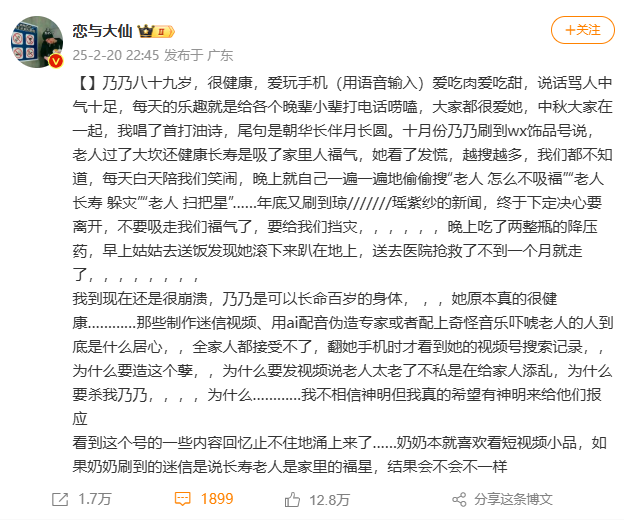 恋与大仙
II
25-2-20 22:45 发布于 广东
+关注
【 】乃乃八十九岁，很健康，爱玩手机（用语音输入）爱吃肉爱吃甜，说话骂人中
气十足，每天的乐趣就是给各个晚辈小辈打电话唠嗑，大家都很爱她，中秋大家在
一起，我唱了首打油诗，尾句是朝华长伴月长圆。十月份乃乃刷到wx饰品号说，
老人过了大坎还健康长寿是吸了家里人福气，她看了发慌，越搜越多，我们都不知
道，每天白天陪我们笑闹，晚上就自己一遍一遍地偷偷搜“老人 怎么不吸福”“老人
长寿 躲灾”“老人 扫把星”……年底又刷到琼///////瑶紫纱的新闻，终于下定决心要
离开，不要吸走我们福气了，要给我们挡灾，，，，，，晚上吃了两整瓶的降压
药，早上姑姑去送饭发现她滚下来趴在地上，送去医院抢救了不到一个月就走
了，，，，，，，，
我到现在还是很崩溃，乃乃是可以长命百岁的身体，，，她原本真的很健
康…………那些制作迷信视频、用ai配音伪造专家或者配上奇怪音乐吓唬老人的人到
底是什么居心，，全家人都接受不了，翻她手机时才看到她的视频号搜索记录，，
为什么要造这个孽，，为什么要发视频说老人太老了不私是在给家人添乱，为什么
要杀我乃乃，，，，为什么…………我不相信神明但我真的希望有神明来给他们报
应
看到这个号的一些内容回忆止不住地涌上来了……奶奶本就喜欢看短视频小品，如
果奶奶刷到的迷信是说长寿老人是家里的福星，结果会不会不一样
1.7万
1899
12.8万
分享这条博文